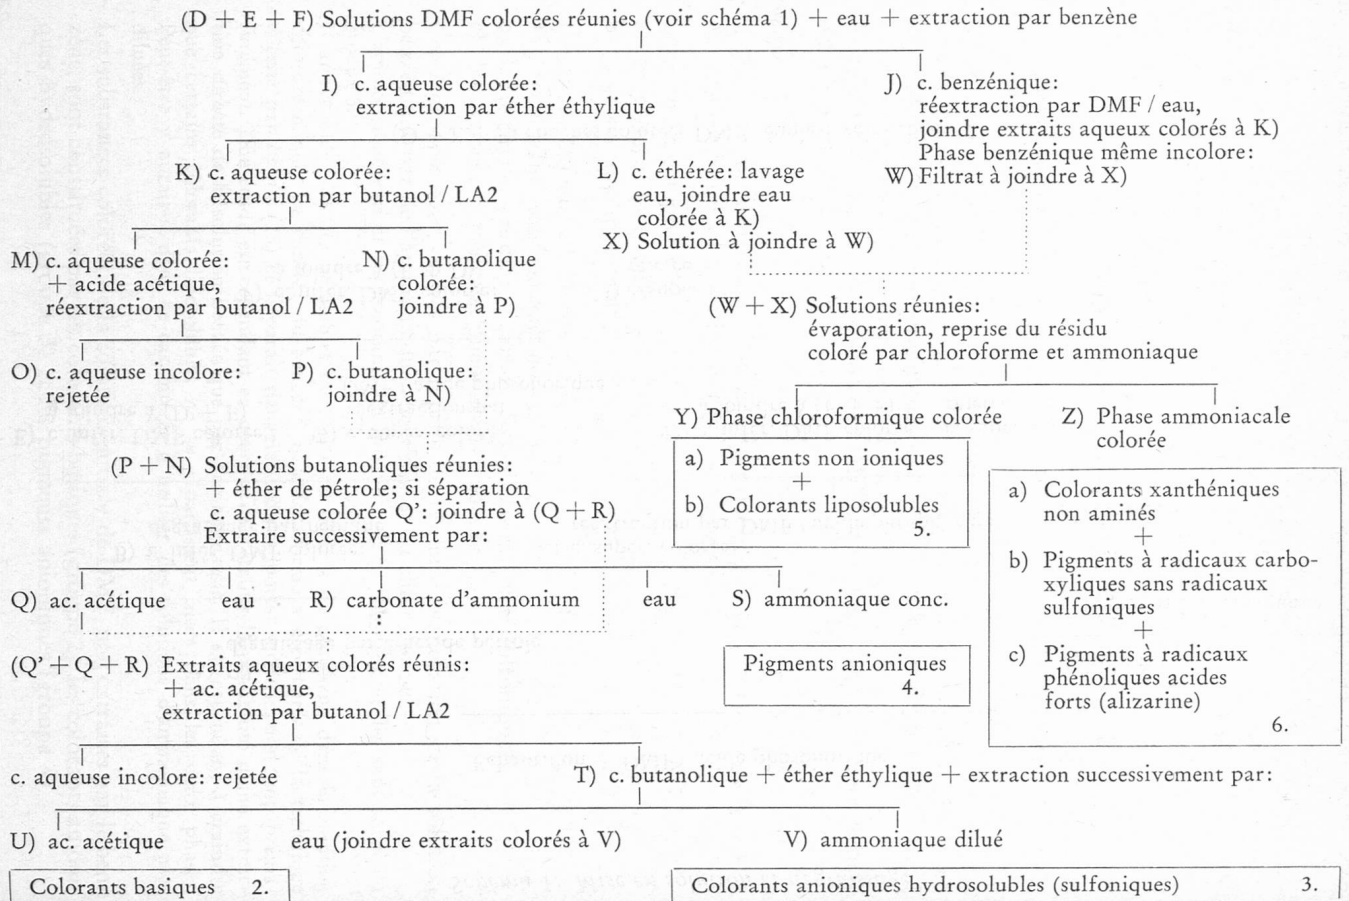 (D + E + F) Solutions DMF colorées réunies (voir schéma 1) + eau + extraction par benzène
I) c. aqueuse colorée:
extraction par éther éthylique
J) c. benzénique:
réextraction par DMF / eau,
joindre extraits aqueux colorés à K)
Phase benzénique même incolore:
W) Filtrat à joindre à X)
K) c. aqueuse colorée:
extraction par butanol / LA2
L) c. éthérée: lavage
eau, joindre eau
colorée à K)
X) Solution à joindre à W)
M) c. aqueuse colorée:
+ acide acétique,
réextraction par butanol / LA2
N) c. butanolique
colorée:
joindre à P)
(W + X) Solutions réunies:
évaporation, reprise du résidu
coloré par chloroforme et ammoniaque
O) c. aqueuse incolore:
rejetée
P) c. butanolique:
joindre à N)
Y) Phase chloroformique colorée
Z) Phase ammoniacale
colorée
a) Pigments non ioniques
+
b) Colorants liposolubles
5.
a) Colorants xanthéniques
non aminés
+
b) Pigments à radicaux carbo-
xyliques sans radicaux
sulfoniques
+
c) Pigments à radicaux
phénoliques acides
forts (alizarine)
6.
(P + N) Solutions butanoliques réunies:
+ éther de pétrole; si séparation
c. aqueuse colorée Q': joindre à (Q + R)
Extraire successivement par:
Q) ac. acétique eau R) carbonate d'ammonium eau S) ammoniaque conc.
(Q' + Q + R) Extraits aqueux colorés réunis:
+ ac. acétique,
extraction par butanol / LA2
Pigments anioniques
4.
c. aqueuse incolore: rejetée
T) c. butanolique + éther éthylique + extraction successivement par:
U) ac. acétique eau (joindre extraits colorés à V) V) ammoniaque dilué
Colorants basiques 2.
Colorants anioniques hydrosolubles (sulfoniques) 3.